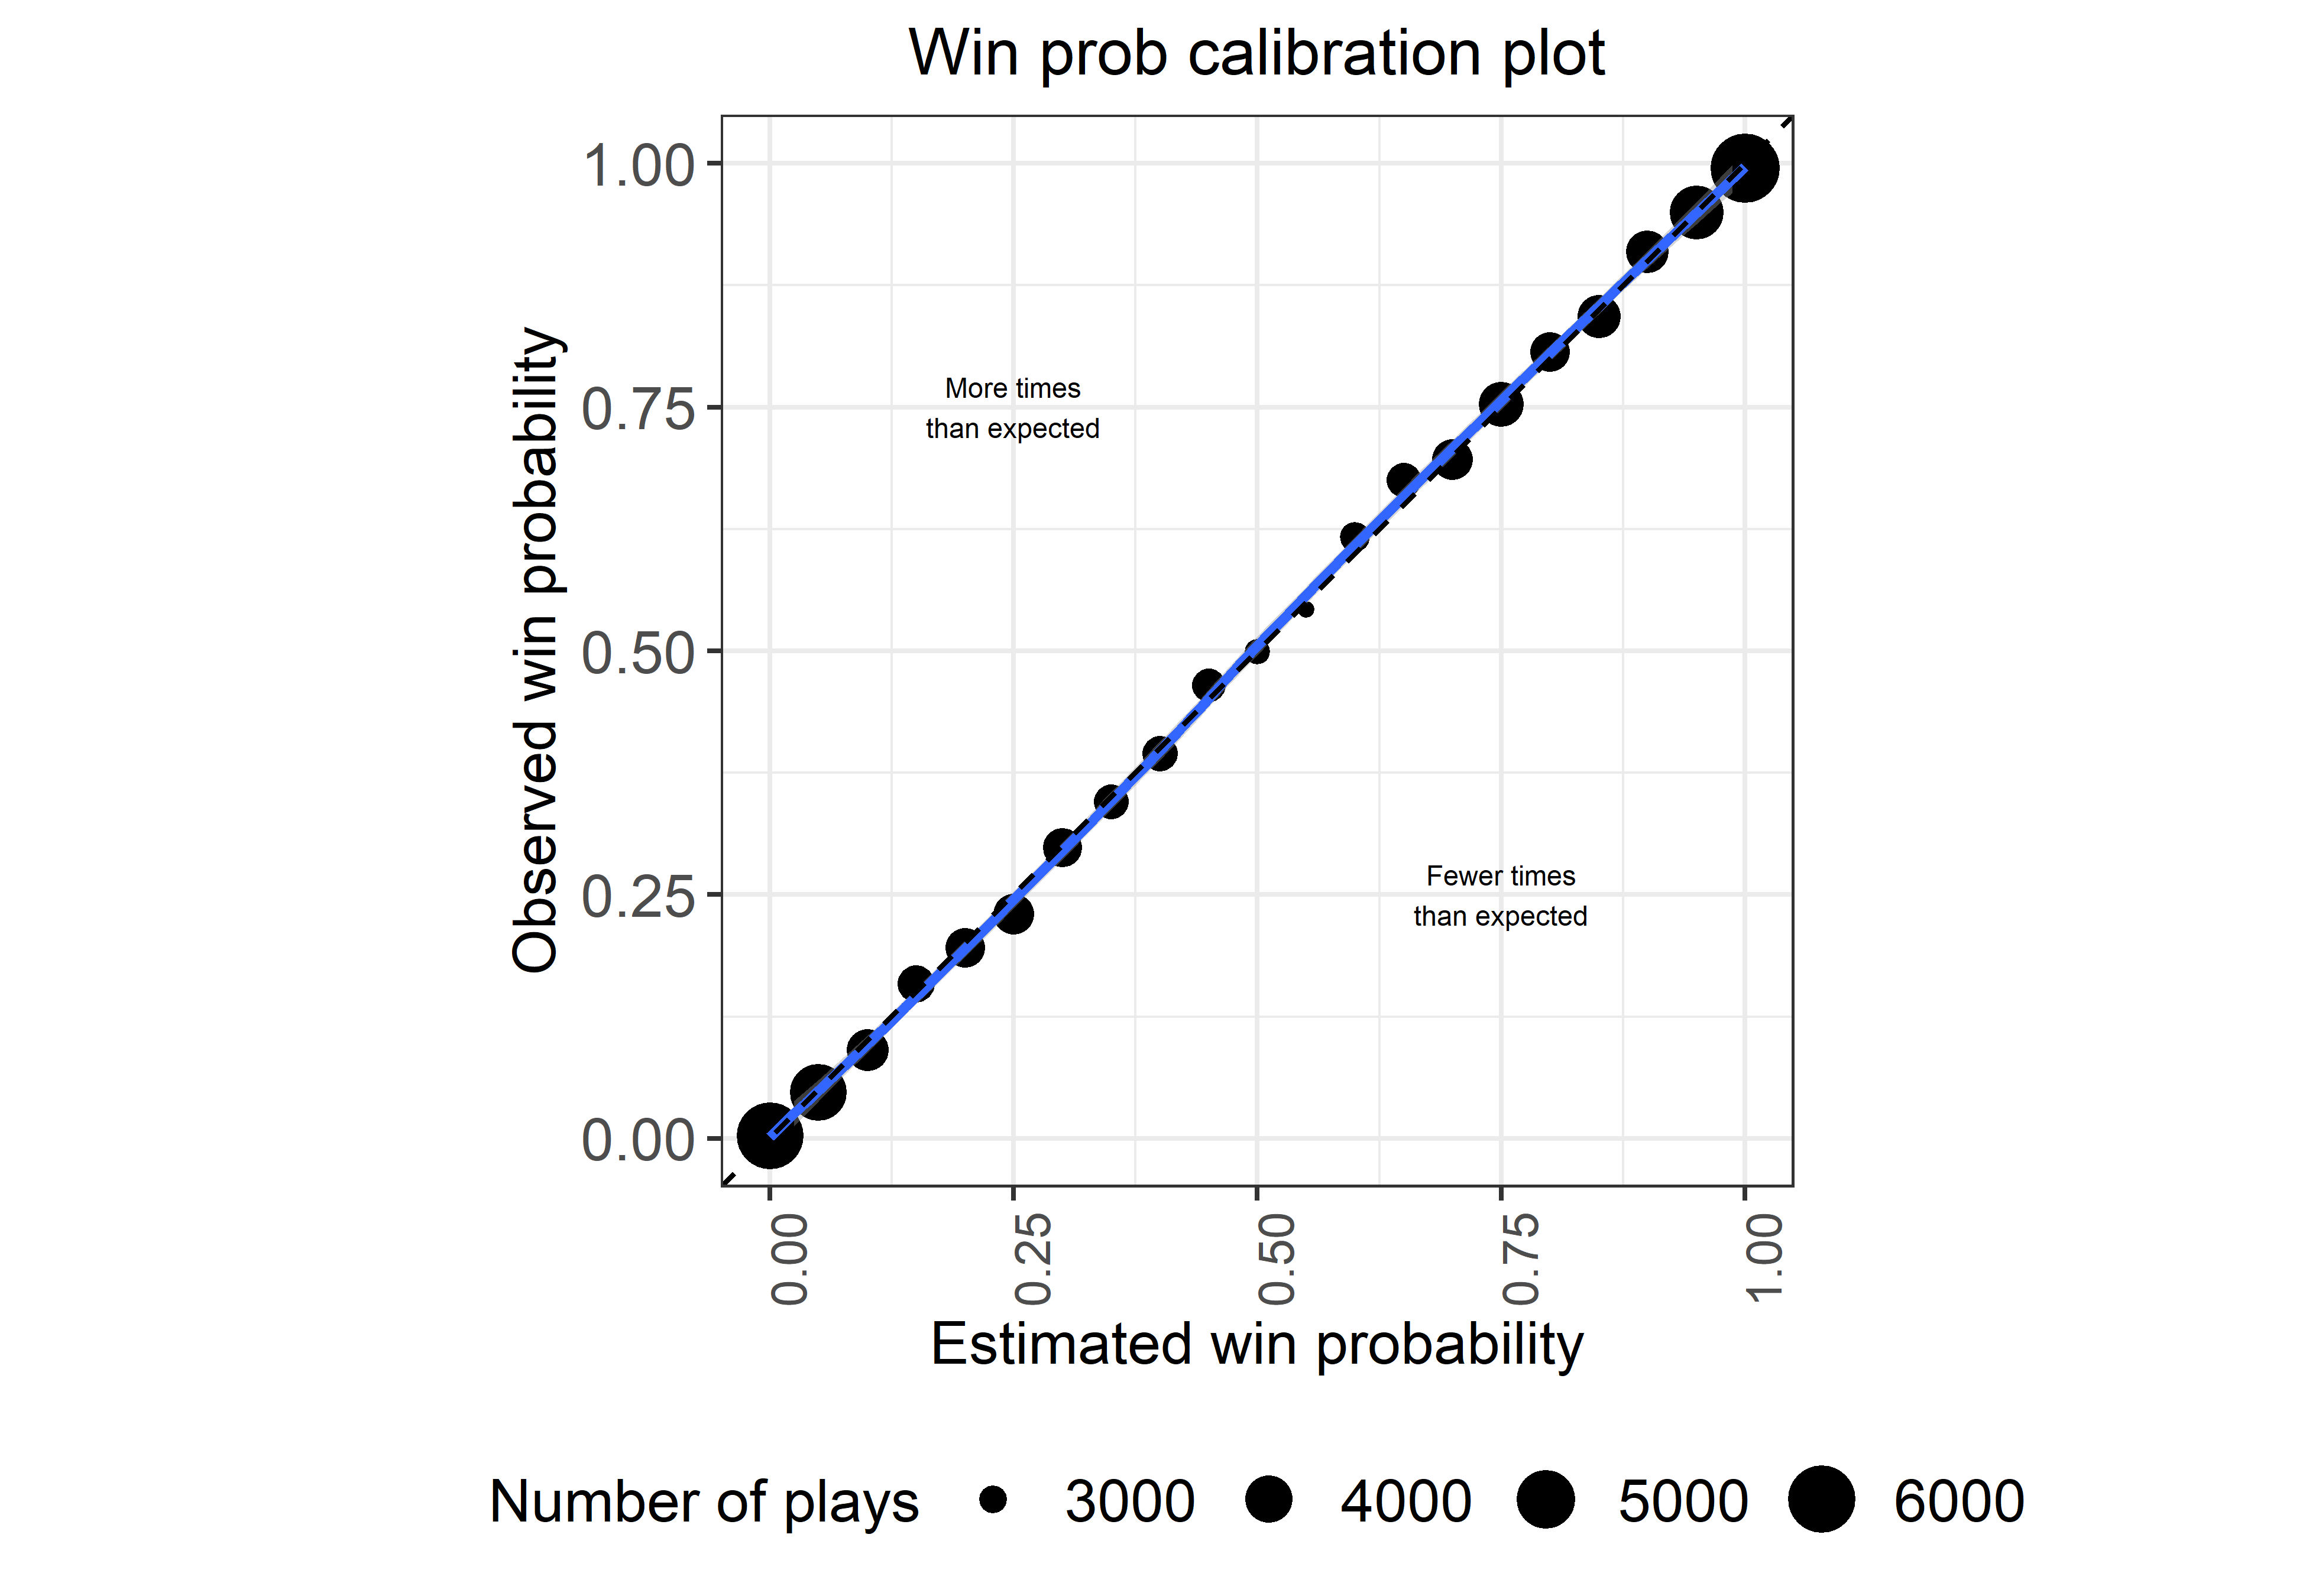 Win prob calibration plot
Observed win probability
1.00
0.75
0.50
0.25
0.00
More times
than expected
Fewer times
than expected
0.00
0.25
0.50
0.75
1.00
Estimated win probability
Number of plays 3000 4000 5000 6000